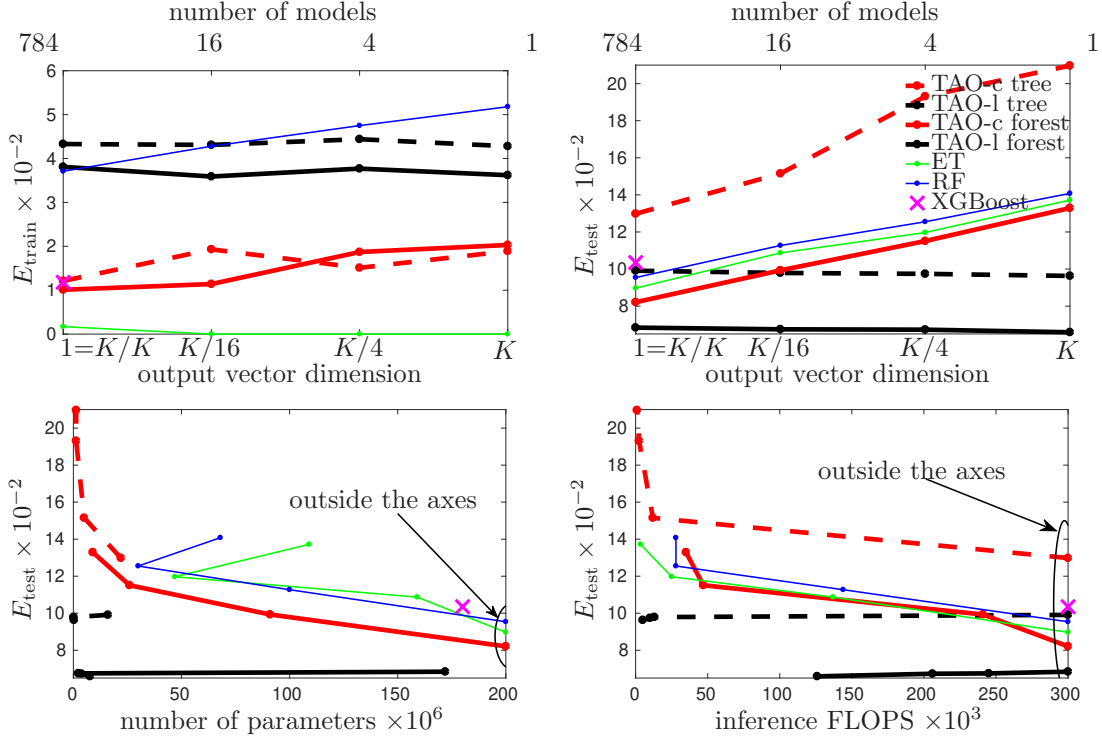 number of models
784 16 4 1
6
5
4
3
2
1
0
E_train ×10^−2
1=K/K K/16 K/4 K
output vector dimension
number of models
784 16 4 1
20
18
16
14
12
10
8
E_test ×10^−2
TAO-c tree
TAO-l tree
TAO-c forest
TAO-l forest
ET
RF
XGBoost
1=K/K K/16 K/4 K
output vector dimension
20
18
16
14
12
10
8
E_test ×10^−2
outside the axes
0 50 100 150 200
number of parameters ×10^6
20
18
16
14
12
10
8
E_test ×10^−2
outside the axes
0 50 100 150 200 250 300
inference FLOPS ×10^3